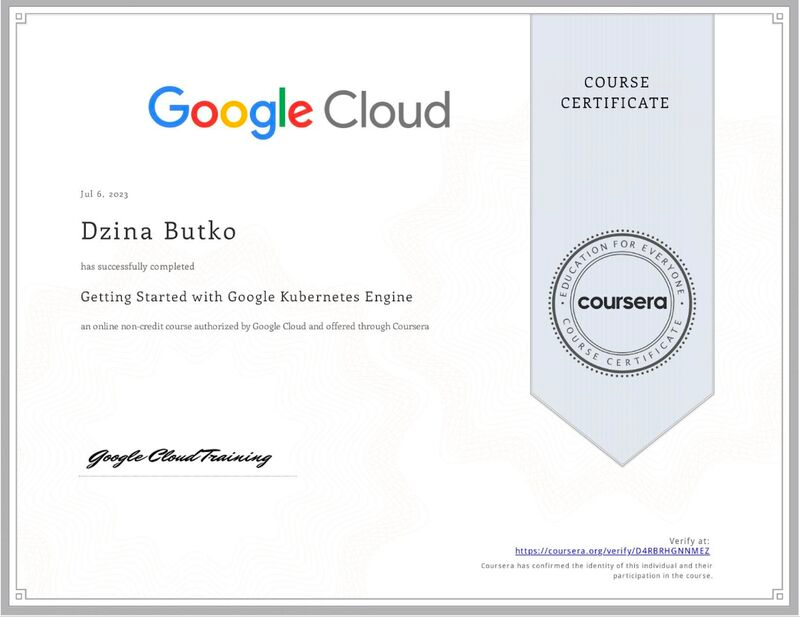 Google Cloud
COURSE
CERTIFICATE
Jul 6, 2023
Dzina Butko
has successfully completed
Getting Started with Google Kubernetes Engine
an online non-credit course authorized by Google Cloud and offered through Coursera
EDUCATION FOR EVERYONE
coursera
COURSE CERTIFICATE
Google Cloud Training
Verify at:
https://coursera.org/verify/D4RBRHGNNMEZ
Coursera has confirmed the identity of this individual and their
participation in the course.